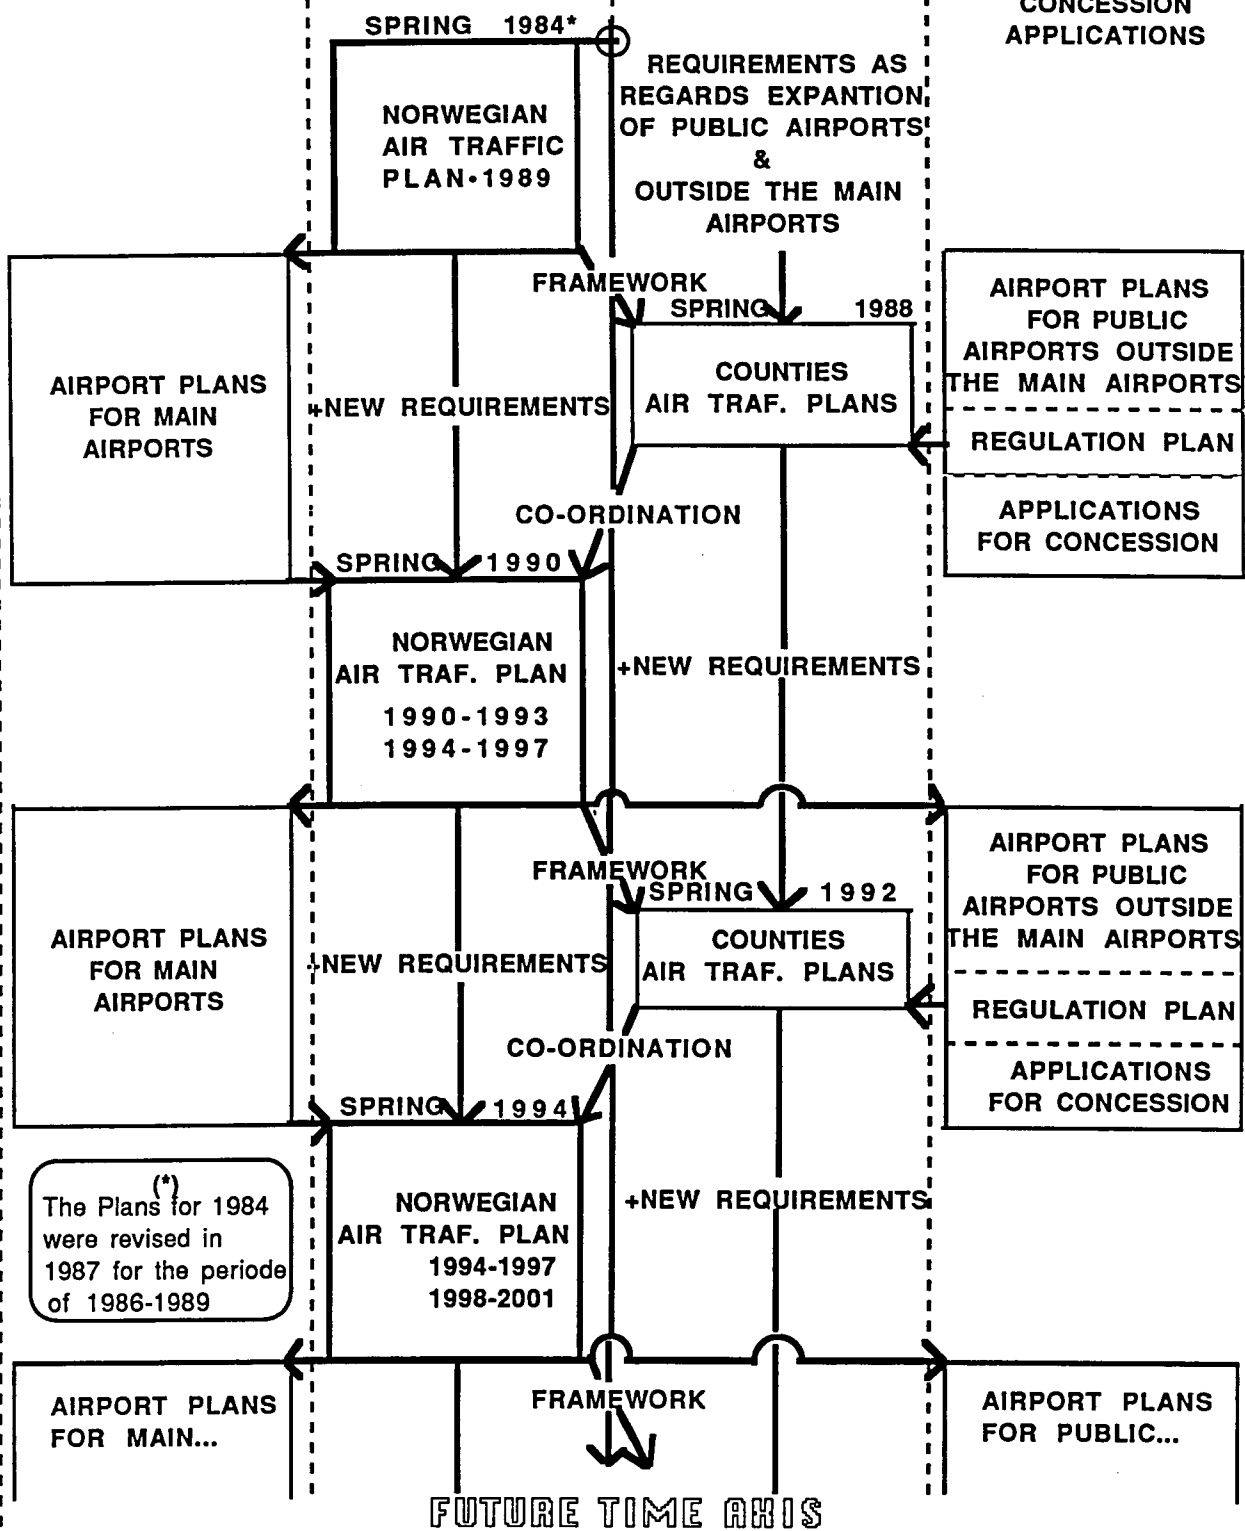 CONCESSION
APPLICATIONS
SPRING 1984*
REQUIREMENTS AS
REGARDS EXPANTION
OF PUBLIC AIRPORTS
&
OUTSIDE THE MAIN
AIRPORTS
NORWEGIAN
AIR TRAFFIC
PLAN•1989
FRAMEWORK
SPRING 1988
AIRPORT PLANS
FOR MAIN
AIRPORTS
+NEW REQUIREMENTS
COUNTIES
AIR TRAF. PLANS
AIRPORT PLANS
FOR PUBLIC
AIRPORTS OUTSIDE
THE MAIN AIRPORTS
REGULATION PLAN
APPLICATIONS
FOR CONCESSION
CO-ORDINATION
SPRING 1990
NORWEGIAN
AIR TRAF. PLAN
1990-1993
1994-1997
+NEW REQUIREMENTS
FRAMEWORK
SPRING 1992
AIRPORT PLANS
FOR MAIN
AIRPORTS
+NEW REQUIREMENTS
COUNTIES
AIR TRAF. PLANS
AIRPORT PLANS
FOR PUBLIC
AIRPORTS OUTSIDE
THE MAIN AIRPORTS
REGULATION PLAN
APPLICATIONS
FOR CONCESSION
CO-ORDINATION
SPRING 1994
(*)
The Plans for 1984
were revised in
1987 for the periode
of 1986-1989
NORWEGIAN
AIR TRAF. PLAN
1994-1997
1998-2001
+NEW REQUIREMENTS
AIRPORT PLANS
FOR MAIN...
FRAMEWORK
AIRPORT PLANS
FOR PUBLIC...
FUTURE TIME AXIS